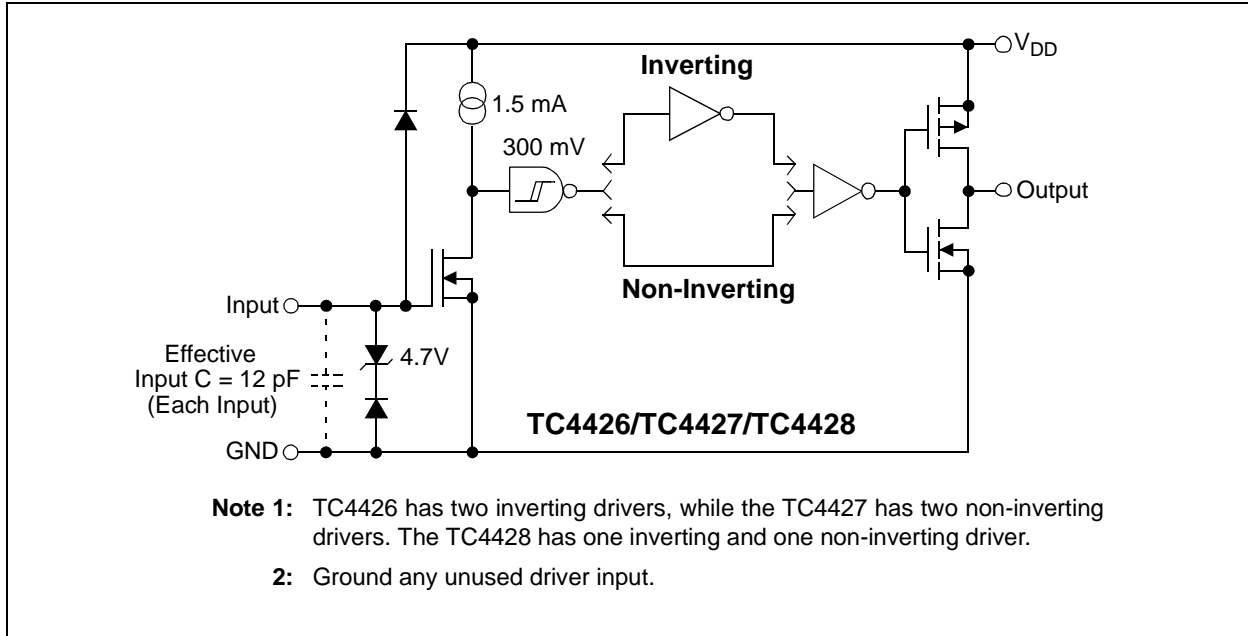 V_DD
Inverting
1.5 mA
300 mV
Output
Non-Inverting
Input
Effective
Input C = 12 pF
(Each Input)
4.7V
TC4426/TC4427/TC4428
GND
Note 1: TC4426 has two inverting drivers, while the TC4427 has two non-inverting
drivers. The TC4428 has one inverting and one non-inverting driver.
2: Ground any unused driver input.